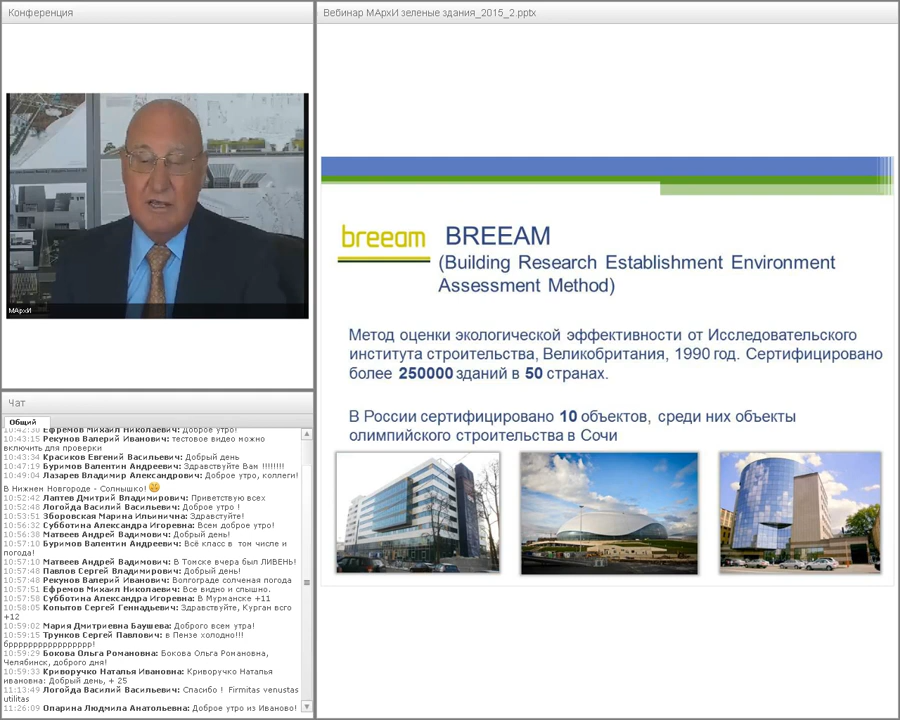 Конференция
МАрхИ
Чат
Общий
10:42:30 Ефремов Михаил Николаевич: Доброе утро!
10:43:15 Рекунов Валерий Иванович: тестовое видео можно
включить для проверки
10:43:34 Красиков Евгений Васильевич: Добрый день
10:47:19 Буримов Валентин Андреевич: Здравствуйте Вам !!!!!!!!
10:49:04 Лазарев Владимир Александрович: Доброе утро, коллеги!
В Нижнем Новгороде - Солнышко!
10:52:42 Лаптев Дмитрий Владимирович: Приветствую всех
10:52:48 Логойда Василий Васильевич: Доброе утро !
10:53:51 Зборовская Марина Ильинична: Здравстуйте!
10:56:32 Субботина Александра Игоревна: Всем доброе утро!
10:56:38 Матвеев Андрей Вадимович: Добрый день!
10:57:10 Буримов Валентин Андреевич: Всё класс в том числе и
погода!
10:57:10 Матвеев Андрей Вадимович: В Томске вчера был ЛИВЕНЬ!
10:57:48 Павлов Сергей Владимирович: Добрый день!
10:57:48 Рекунов Валерий Иванович: Волгограде солченая погода
10:57:51 Ефремов Михаил Николаевич: Все видно и слышно.
10:57:58 Субботина Александра Игоревна: В Мурманске +11
10:58:05 Копытов Сергей Геннадьевич: Здравствуйте, Курган всго
+12
10:59:02 Мария Дмитриевна Баушева: Доброго всем утра!
10:59:15 Трунков Сергей Павлович: в Пензе холодно!!!
бррррррррррррррррр!
10:59:29 Бокова Ольга Романовна: Бокова Ольга Романовна,
Челябинск, доброго дня!
10:59:33 Криворучко Наталья Ивановна: Криворучко Наталья
ивановна: Добрый день, + 25
11:13:49 Логойда Василий Васильевич: Спасибо ! Firmitas venustas
utilitas
11:26:09 Опарина Людмила Анатольевна: Доброе утро из Иваново!
Вебинар МАрхИ зеленые здания_2015_2.pptx
breeam
BREEAM
(Building Research Establishment Environment
Assessment Method)
Метод оценки экологической эффективности от Исследовательского
института строительства, Великобритания, 1990 год. Сертифицировано
более 250000 зданий в 50 странах.
В России сертифицировано 10 объектов, среди них объекты
олимпийского строительства в Сочи